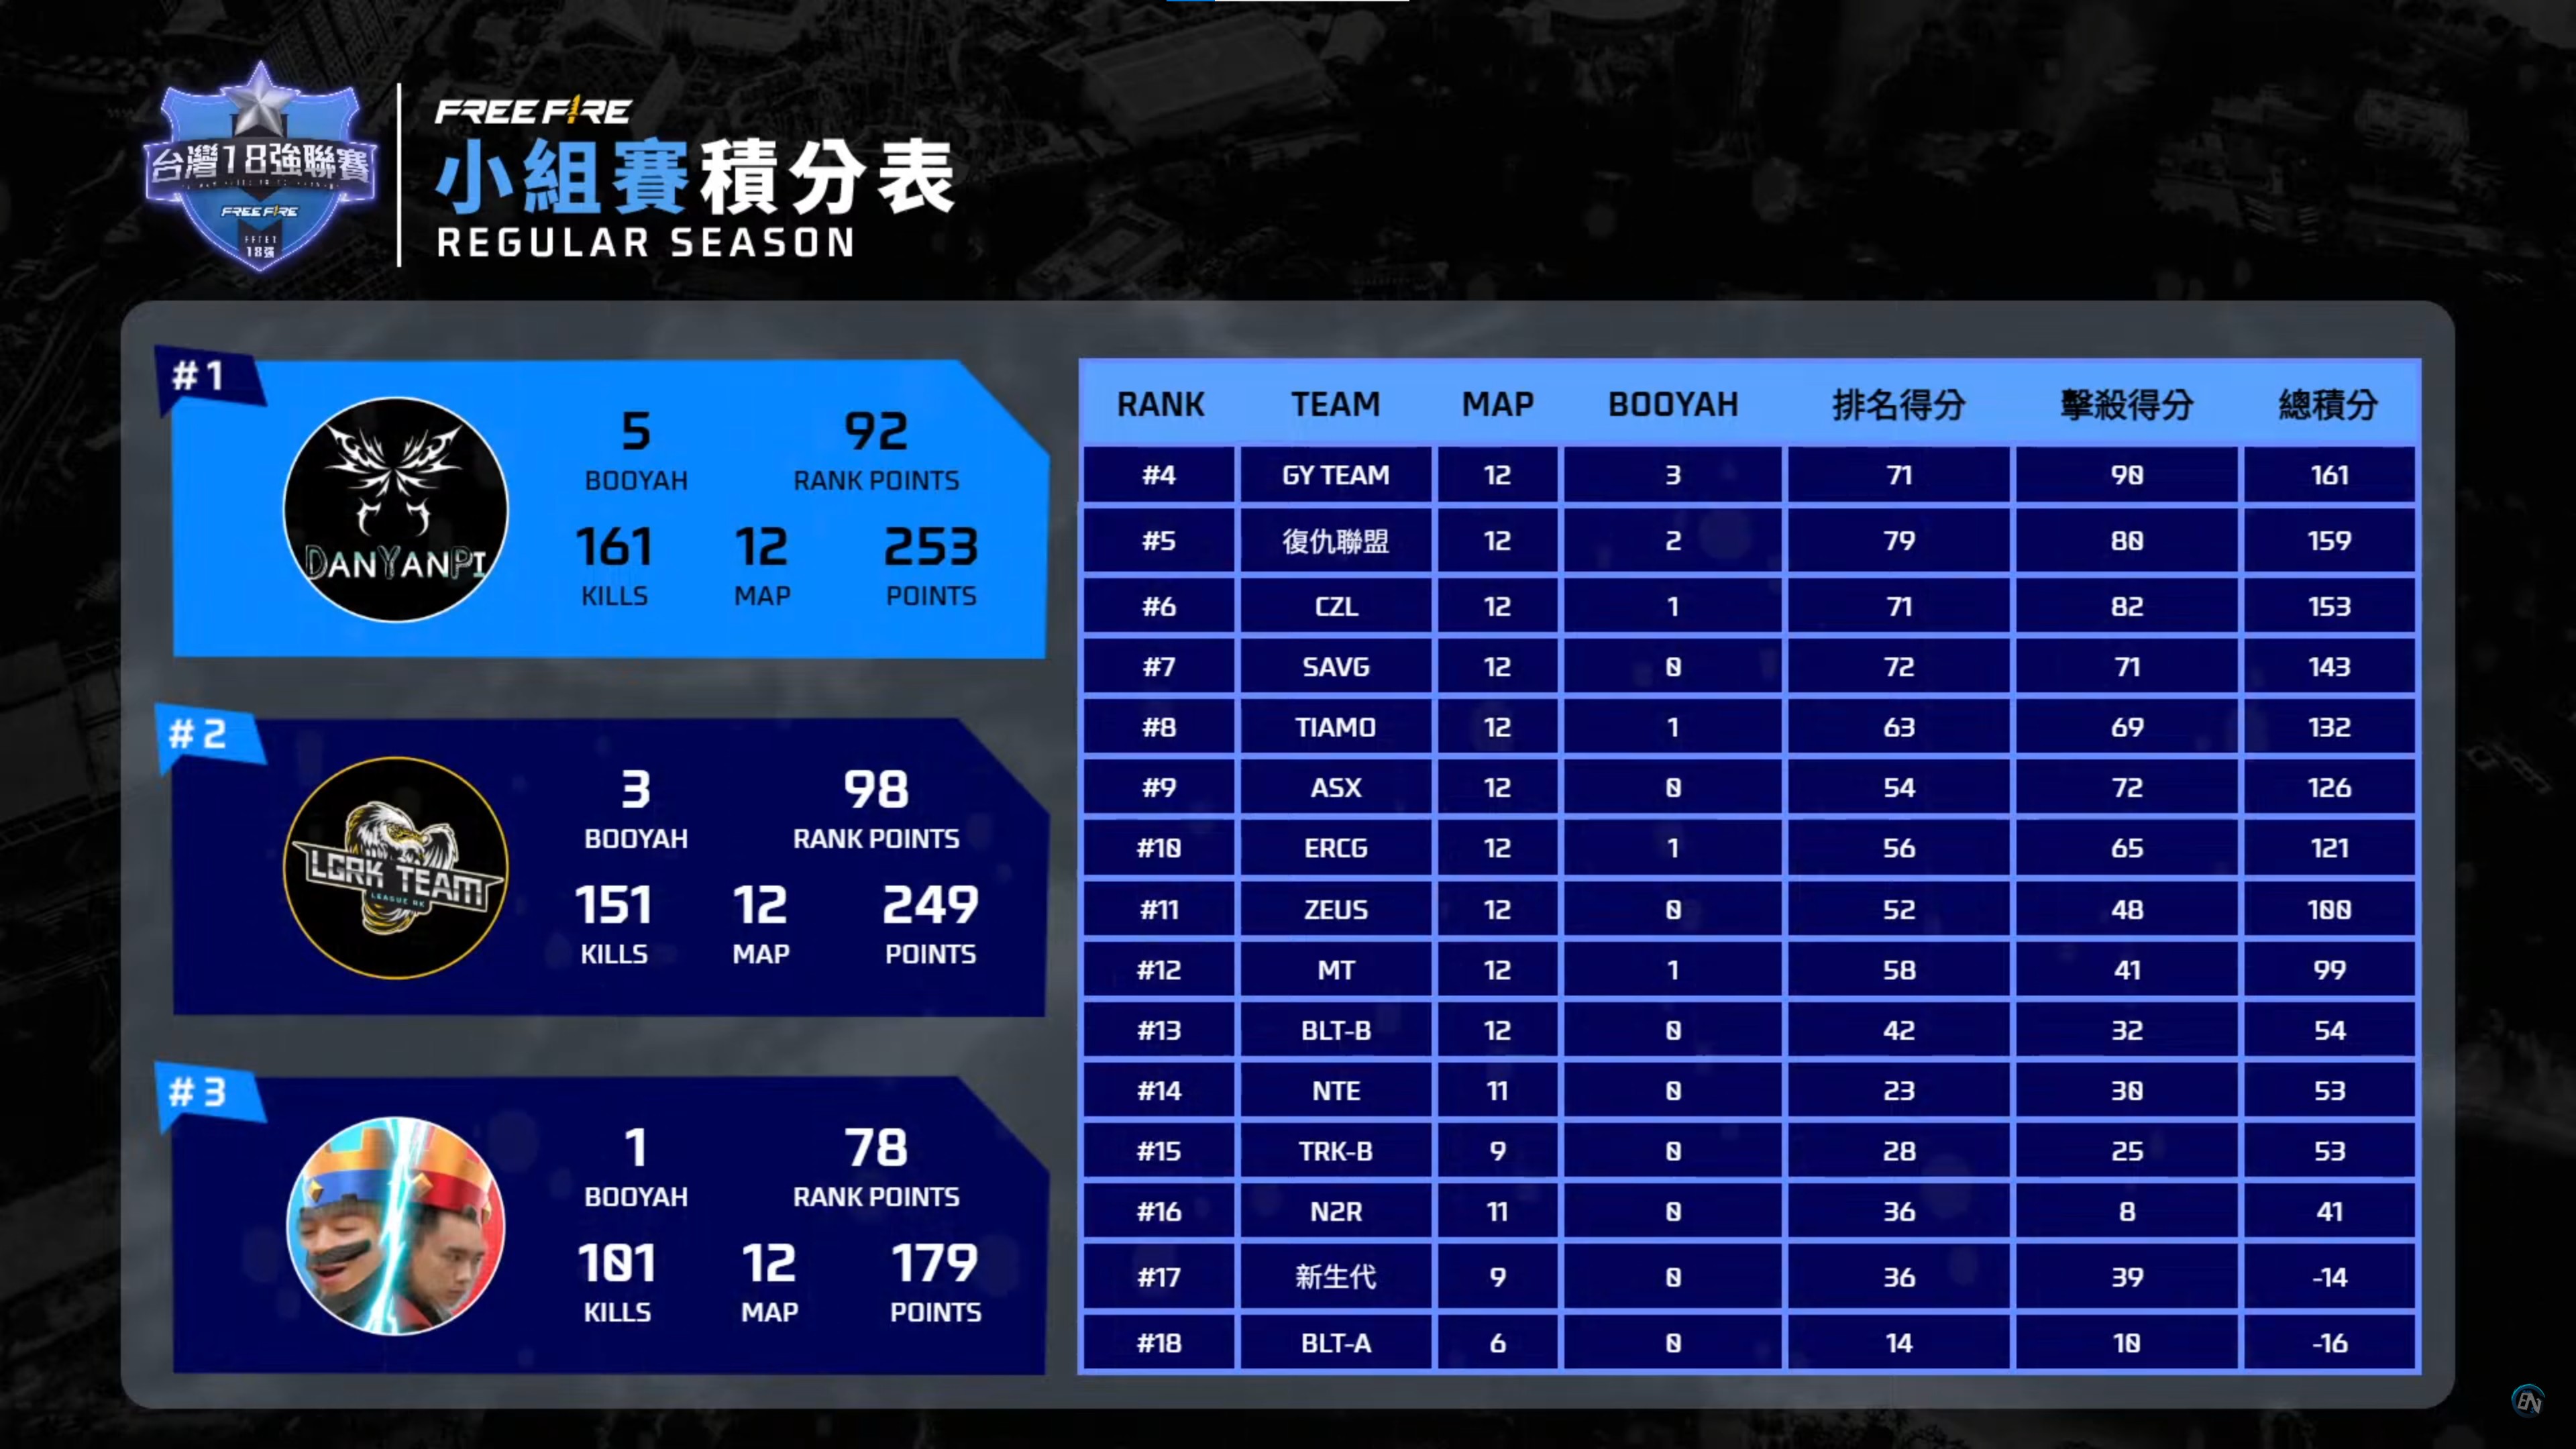 台灣18強聯賽
FREE FIRE
18強
FREE FIRE
小組賽積分表
REGULAR SEASON
#1
DANYANPI
5 92
BOOYAH RANK POINTS
161 12 253
KILLS MAP POINTS
#2
LGRK TEAM
LEAGUE RK
3 98
BOOYAH RANK POINTS
151 12 249
KILLS MAP POINTS
#3
1 78
BOOYAH RANK POINTS
101 12 179
KILLS MAP POINTS
RANK TEAM MAP BOOYAH 排名得分 擊殺得分 總積分
#4 GY TEAM 12 3 71 90 161
#5 復仇聯盟 12 2 79 80 159
#6 CZL 12 1 71 82 153
#7 SAVG 12 0 72 71 143
#8 TIAMO 12 1 63 69 132
#9 ASX 12 0 54 72 126
#10 ERCG 12 1 56 65 121
#11 ZEUS 12 0 52 48 100
#12 MT 12 1 58 41 99
#13 BLT-B 12 0 42 32 54
#14 NTE 11 0 23 30 53
#15 TRK-B 9 0 28 25 53
#16 N2R 11 0 36 8 41
#17 新生代 9 0 36 39 -14
#18 BLT-A 6 0 14 10 -16